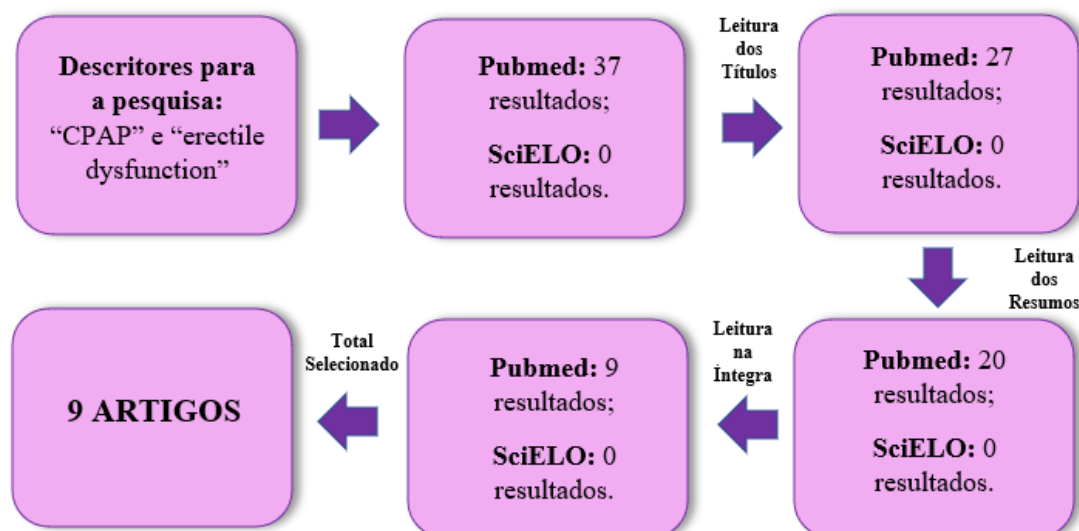 Descritores para
a pesquisa:
“CPAP” e “erectile
dysfunction”
Pubmed: 37
resultados;
SciELO: 0
resultados.
Leitura
dos
Títulos
Pubmed: 27
resultados;
SciELO: 0
resultados.
Leitura
dos
Resumos
Pubmed: 20
resultados;
SciELO: 0
resultados.
Leitura
na
Íntegra
Pubmed: 9
resultados;
SciELO: 0
resultados.
Total
Selecionado
9 ARTIGOS